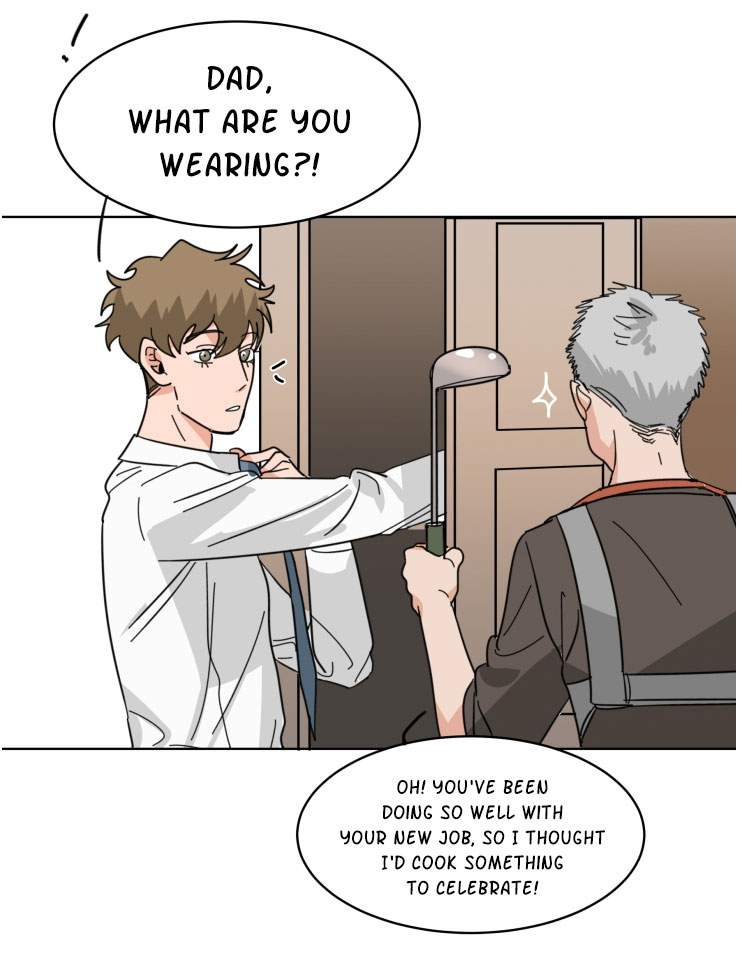 DAD,
WHAT ARE YOU
WEARING?!
OH! YOU'VE BEEN
DOING SO WELL WITH
YOUR NEW JOB, SO I THOUGHT
I'D COOK SOMETHING
TO CELEBRATE!